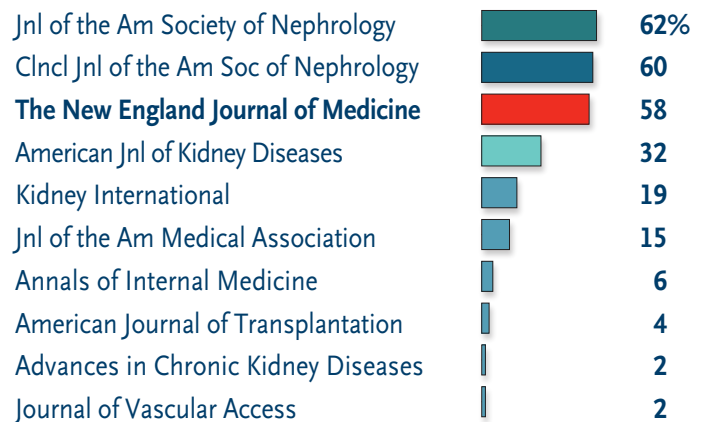 Jnl of the Am Society of Nephrology 62%
Clncl Jnl of the Am Soc of Nephrology 60
The New England Journal of Medicine 58
American Jnl of Kidney Diseases 32
Kidney International 19
Jnl of the Am Medical Association 15
Annals of Internal Medicine 6
American Journal of Transplantation 4
Advances in Chronic Kidney Diseases 2
Journal of Vascular Access 2